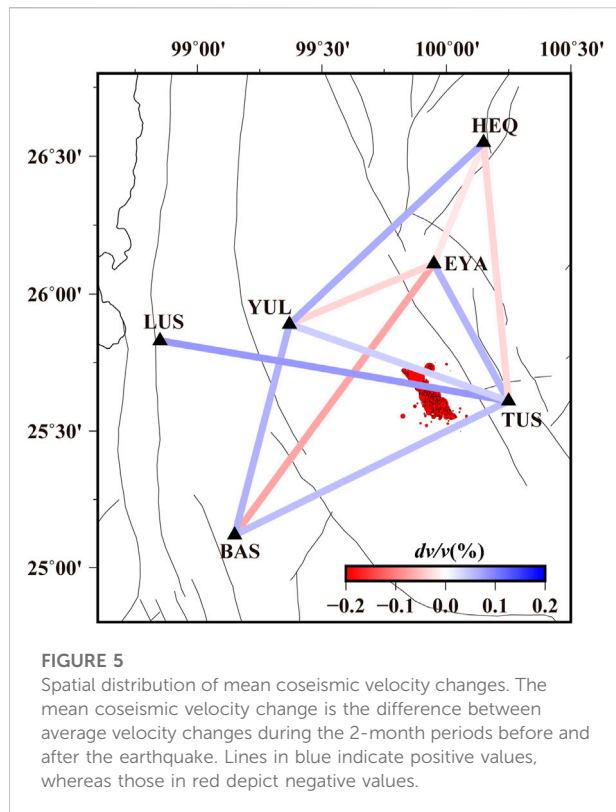 99°00' 99°30' 100°00' 100°30'
HEQ
26°30'
EYA
26°00'
YUL
LUS
25°30'
TUS
BAS
25°00'
dv/v(%)
−0.2 −0.1 0.0 0.1 0.2
FIGURE 5
Spatial distribution of mean coseismic velocity changes. The
mean coseismic velocity change is the difference between
average velocity changes during the 2-month periods before and
after the earthquake. Lines in blue indicate positive values,
whereas those in red depict negative values.